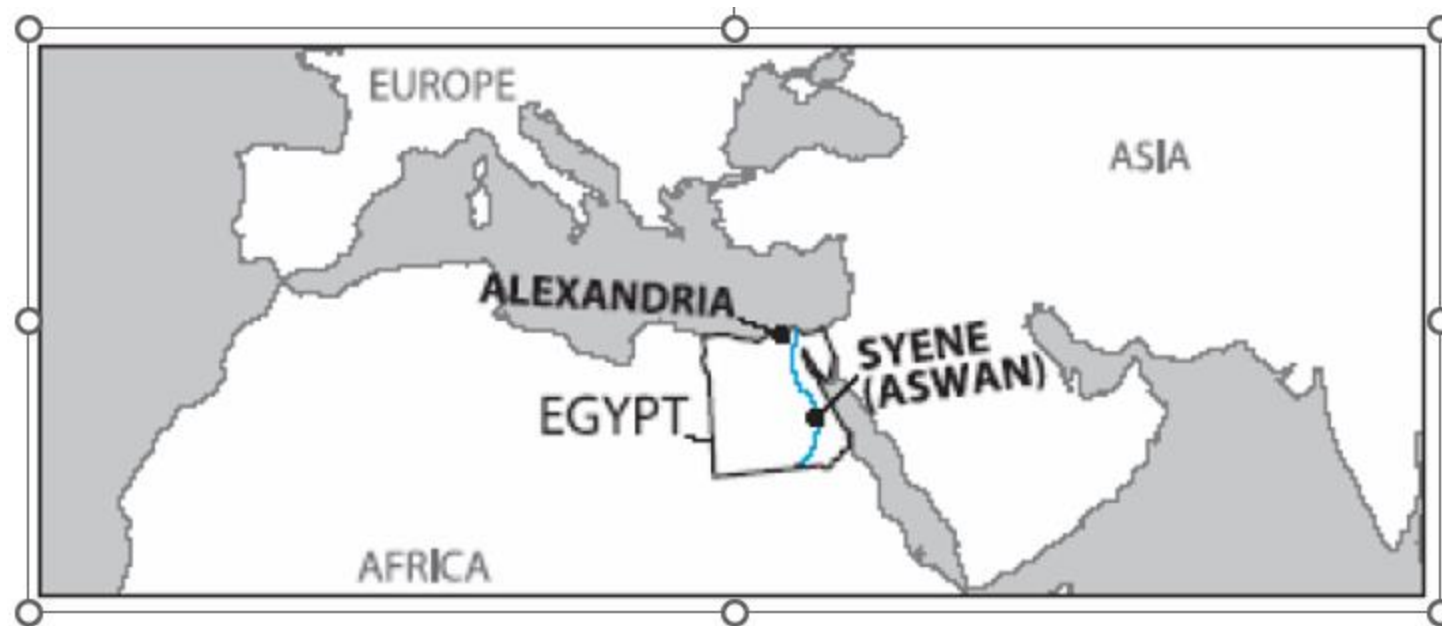 EUROPE
ASIA
ALEXANDRIA
SYENE
(ASWAN)
EGYPT
AFRICA